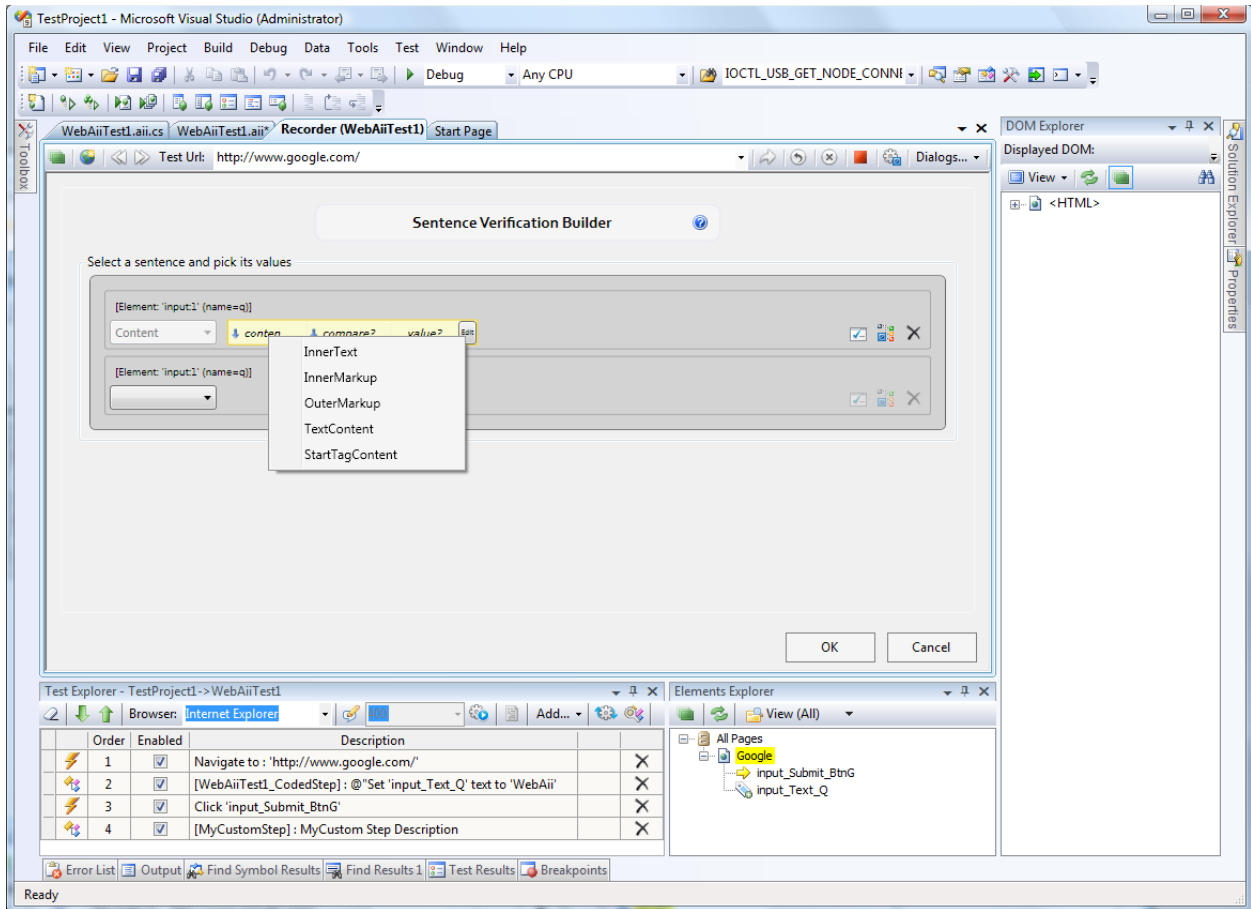 TestProject1 - Microsoft Visual Studio (Administrator)
File Edit View Project Build Debug Data Tools Test Window Help
Debug Any CPU IOCTL_USB_GET_NODE_CONNE
WebAiiTest1.aii.cs WebAiiTest1.aii* Recorder (WebAiiTest1) Start Page
Test Url: http://www.google.com/ Dialogs...
Toolbox
Sentence Verification Builder
Select a sentence and pick its values
[Element: 'input:1' (name=q)]
Content conten compare? value? Edit
[Element: 'input:1' (name=q)]
InnerText
InnerMarkup
OuterMarkup
TextContent
StartTagContent
OK Cancel
DOM Explorer
Displayed DOM:
View
<HTML>
Solution Explorer
Properties
Test Explorer - TestProject1->WebAiiTest1
Browser: Internet Explorer 100 Add...
Order Enabled Description
1 Navigate to : 'http://www.google.com/'
2 [WebAiiTest1_CodedStep] : @"Set 'input_Text_Q' text to 'WebAii'
3 Click 'input_Submit_BtnG'
4 [MyCustomStep] : MyCustom Step Description
Elements Explorer
View (All)
All Pages
Google
input_Submit_BtnG
input_Text_Q
Error List Output Find Symbol Results Find Results 1 Test Results Breakpoints
Ready